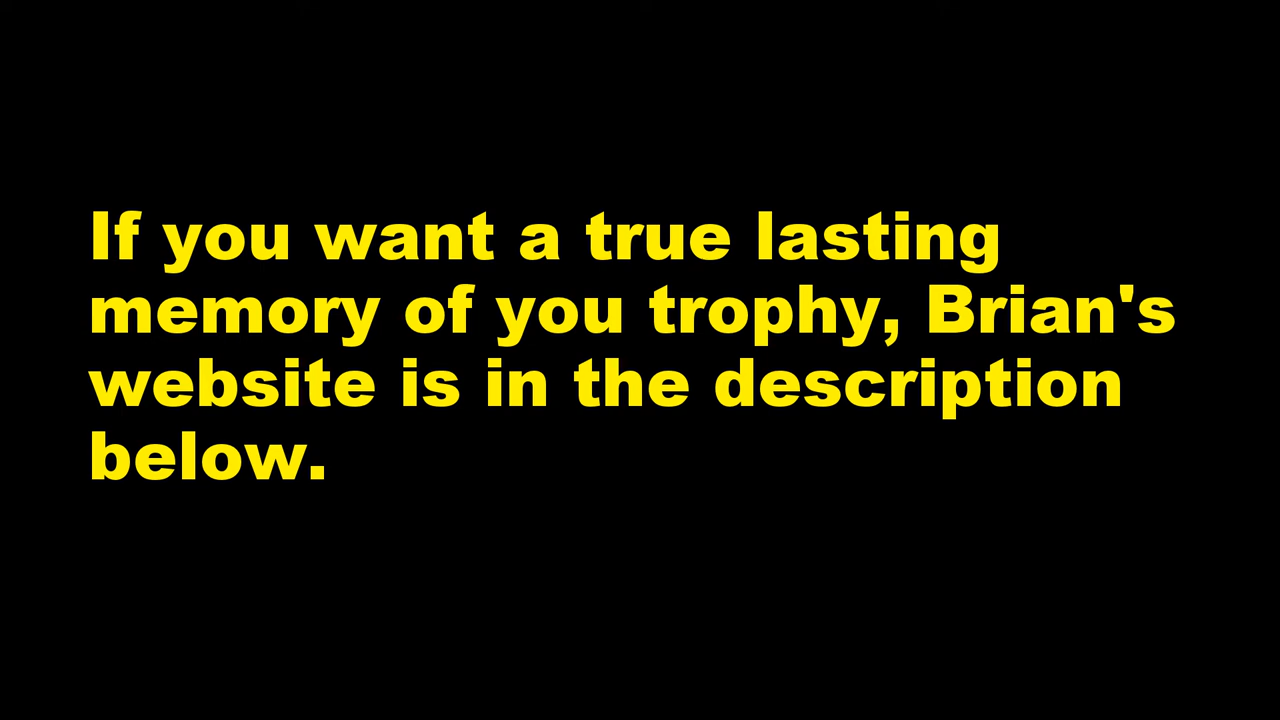 If you want a true lasting
memory of you trophy, Brian's
website is in the description
below.